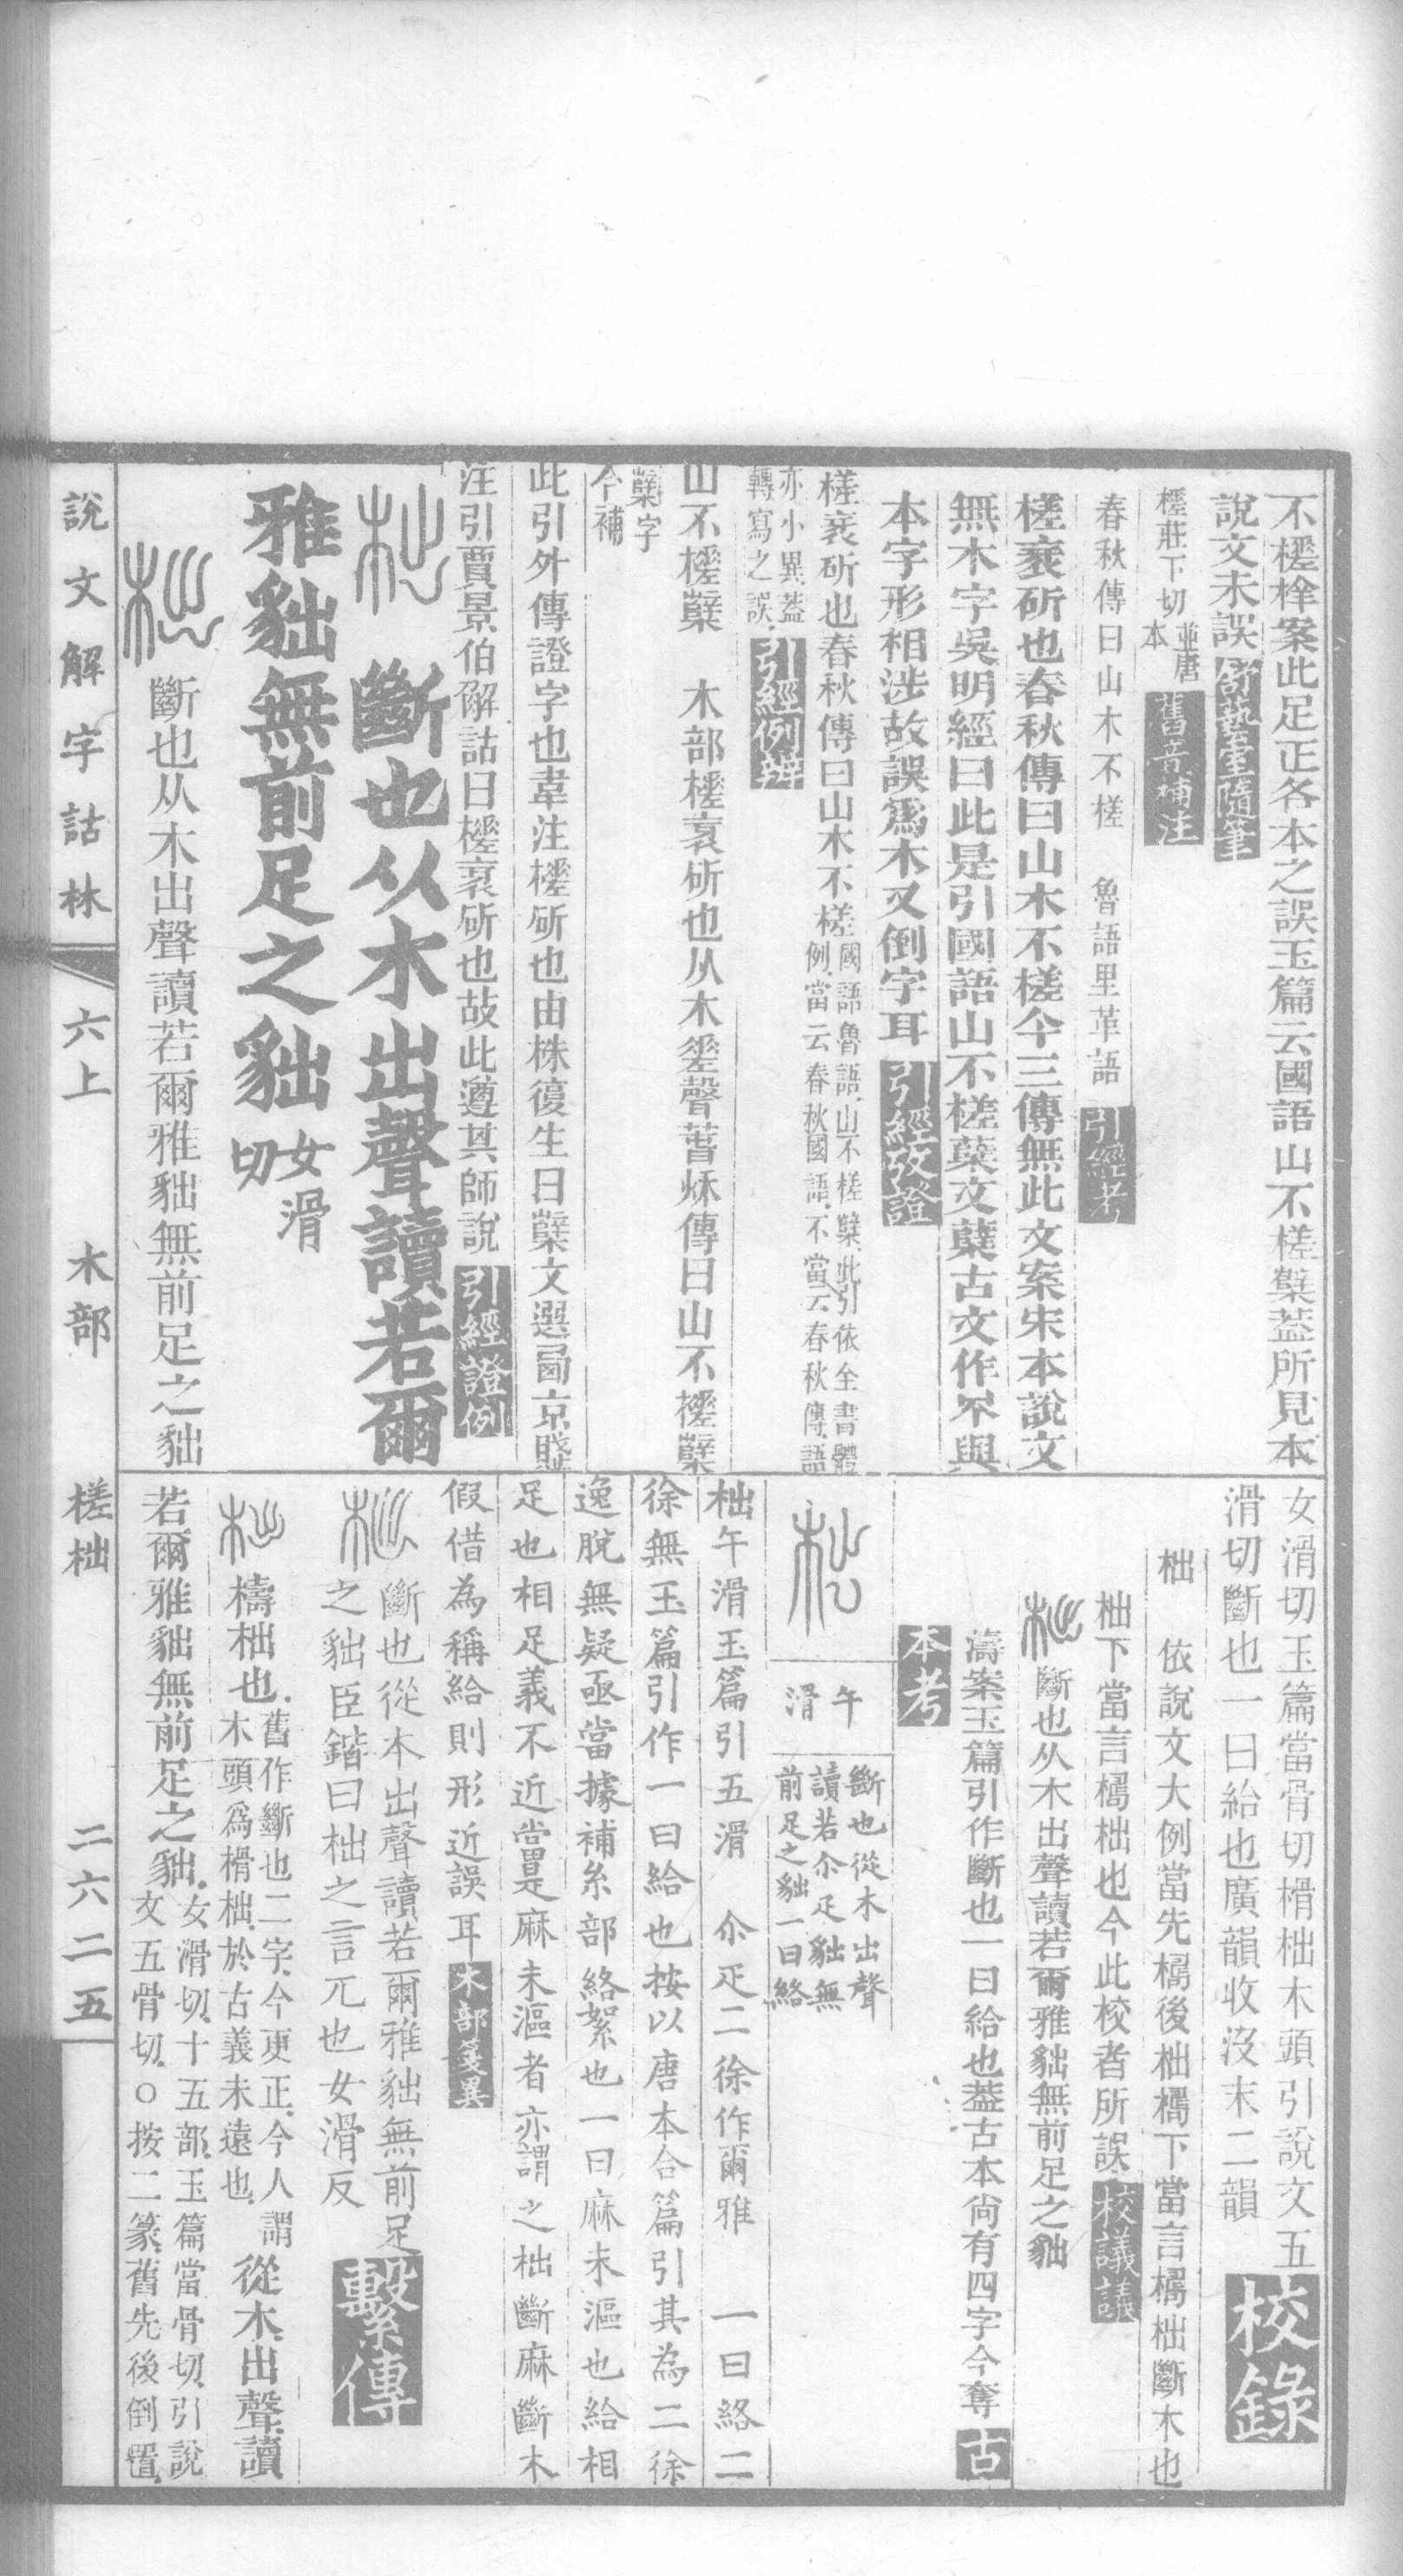 不㮑梓案此足正各本之誤玉篇云國語山不槎櫱葢所見本
說文未誤 舒藝室隨筆
㮑莊下切並唐本 舊音補注
春秋傳曰山木不槎 魯語里革語 引經考
槎衺斫也春秋傳曰山木不槎今三傳無此文案宋本說文
無木字吳明經曰此是引國語山不槎蘖文蘖古文作不與
本字形相涉故誤爲木又倒字耳 引經攷證
槎衺斫也春秋傳曰山木不槎國語魯語山不槎櫱此引依全書體
例當云春秋國語不當云春秋傳語
亦小異葢
轉寫之誤 引經例辨
山不㮑櫱 木部㮑衺斫也从木𡍮聲萅秌傳曰山不㮑櫱
櫱字
今補
此引外傳證字也韋注㮑斫也由株復生曰櫱文選西京賦
注引賈景伯解詁曰㮑衺斫也故此遵其師說 引經證例
柮 斷也从木出聲讀若爾
雅貀無前足之貀 女滑切
柮 斷也从木出聲讀若爾雅貀無前足之貀
女滑切玉篇當骨切榾柮木頭引說文五
滑切斷也一曰給也廣韻收沒末二韻 校錄
柮 依說文大例當先樢後柮樢下當言樢柮斷木也
柮下當言樢柮也今此校者所誤 校議議
柮 斷也从木出聲讀若爾雅貀無前足之貀
濤案玉篇引作斷也一曰給也葢古本尚有四字今奪 古
本考
柮 午滑 斷也從木出聲
讀若尒疋貀無
前足之貀一曰絡
柮午滑玉篇引五滑 尒疋二徐作爾雅 一曰絡二
徐無玉篇引作一曰給也按以唐本合篇引其為二徐
逸脫無疑亟當據補糸部絡絮也一曰麻未漚也給相
足也相足義不近當是麻未漚者亦謂之柮斷麻斷木
假借為稱給則形近誤耳 木部箋異
柮 斷也從木出聲讀若爾雅貀無前足
之貀臣鍇曰柮之言兀也女滑反 繫傳
柮 檮柮也舊作斷也二字今更正今人謂
木頭爲榾柮於古義未遠也從木出聲讀
若爾雅貀無前足之貀女滑切十五部玉篇當骨切引說
文五骨切○按二篆舊先後倒置
說文解字詁林 六上 木部 槎柮 二六二五